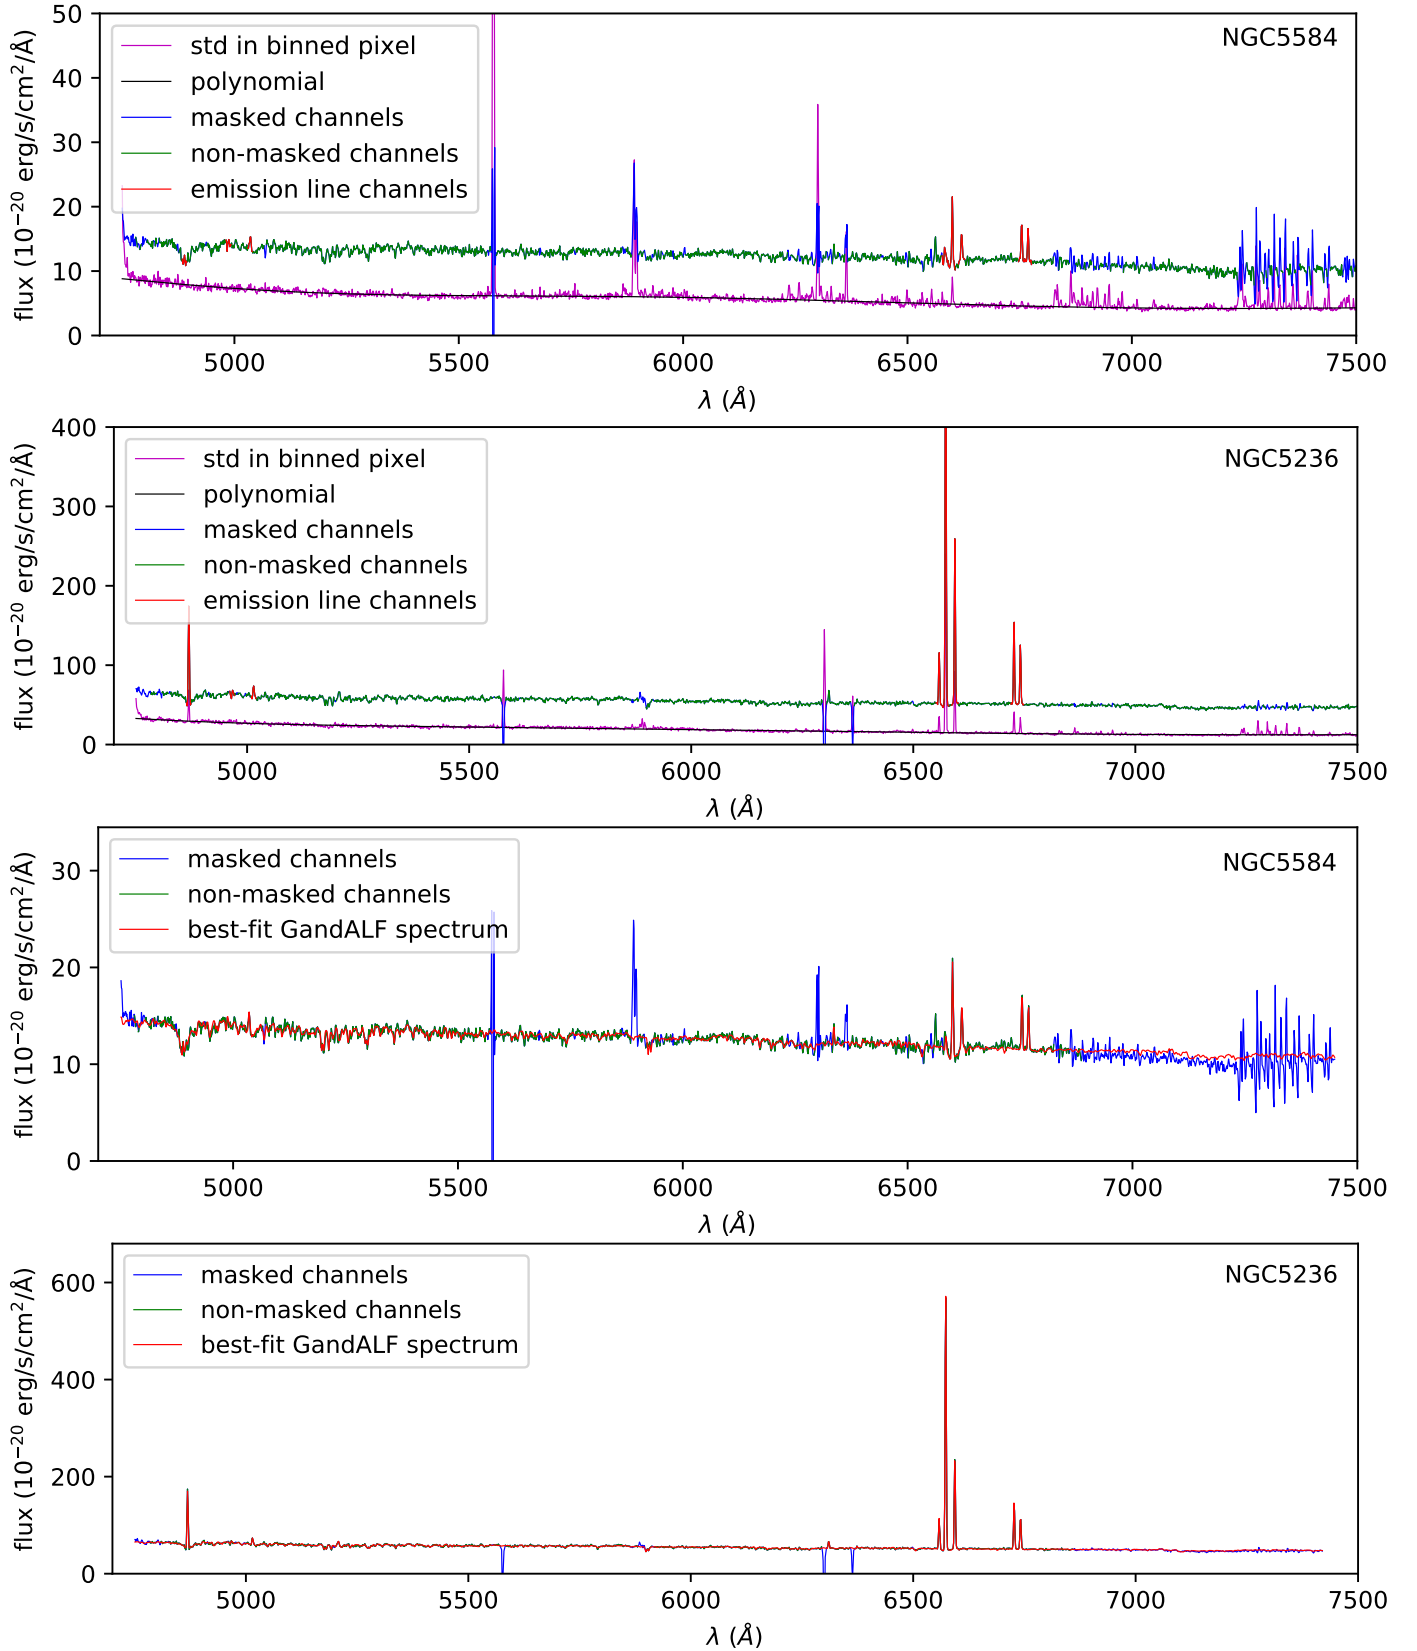 50
40
30
20
10
0
flux (10⁻²⁰ erg/s/cm²/Å)
std in binned pixel
polynomial
masked channels
non-masked channels
emission line channels
NGC5584
5000 5500 6000 6500 7000 7500
λ (Å)
400
300
200
100
0
flux (10⁻²⁰ erg/s/cm²/Å)
std in binned pixel
polynomial
masked channels
non-masked channels
emission line channels
NGC5236
5000 5500 6000 6500 7000 7500
λ (Å)
30
20
10
0
flux (10⁻²⁰ erg/s/cm²/Å)
masked channels
non-masked channels
best-fit GandALF spectrum
NGC5584
5000 5500 6000 6500 7000 7500
λ (Å)
600
400
200
0
flux (10⁻²⁰ erg/s/cm²/Å)
masked channels
non-masked channels
best-fit GandALF spectrum
NGC5236
5000 5500 6000 6500 7000 7500
λ (Å)